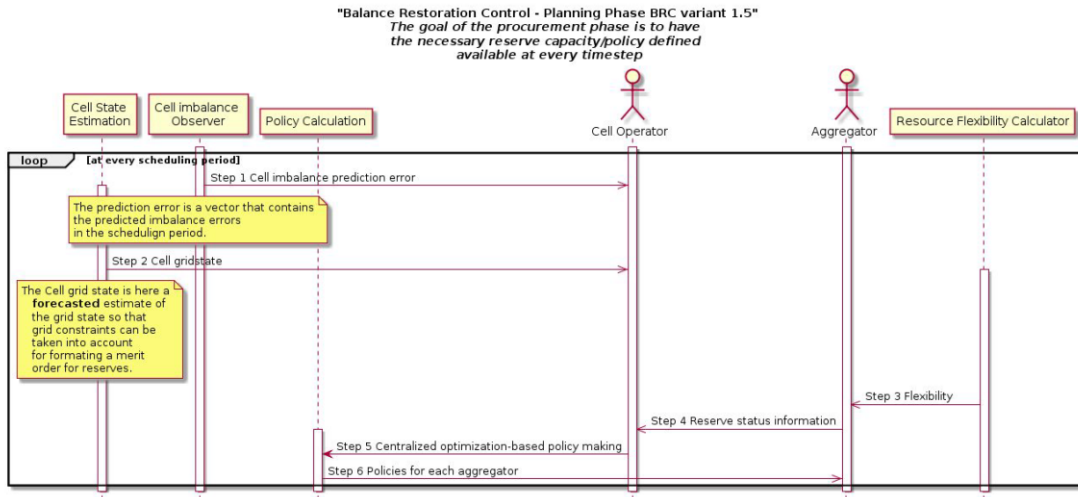 "Balance Restoration Control - Planning Phase BRC variant 1.5"
The goal of the procurement phase is to have
the necessary reserve capacity/policy defined
available at every timestep
Cell State
Estimation
Cell imbalance
Observer
Policy Calculation
Cell Operator
Aggregator
Resource Flexibility Calculator
loop
[at every scheduling period]
Step 1 Cell imbalance prediction error
The prediction error is a vector that contains
the predicted imbalance errors
in the schedulign period.
Step 2 Cell gridstate
The Cell grid state is here a
forecasted estimate of
the grid state so that
grid constraints can be
taken into account
for formating a merit
order for reserves.
Step 3 Flexibility
Step 4 Reserve status information
Step 5 Centralized optimization-based policy making
Step 6 Policies for each aggregator